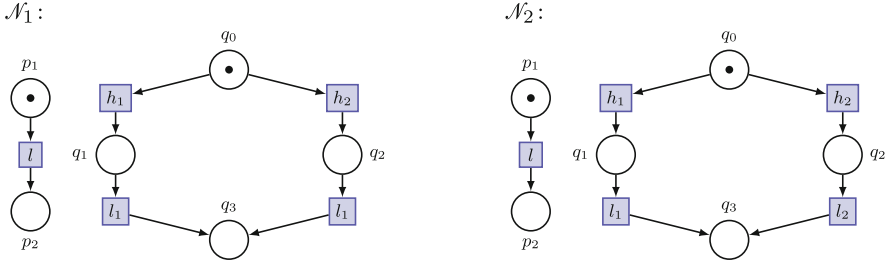 𝒩₁: 𝒩₂:
q₀ q₀
p₁ p₁
h₁ h₂ h₁ h₂
l q₁ q₂ l q₁ q₂
l₁ q₃ l₁ l₁ q₃ l₂
p₂ p₂